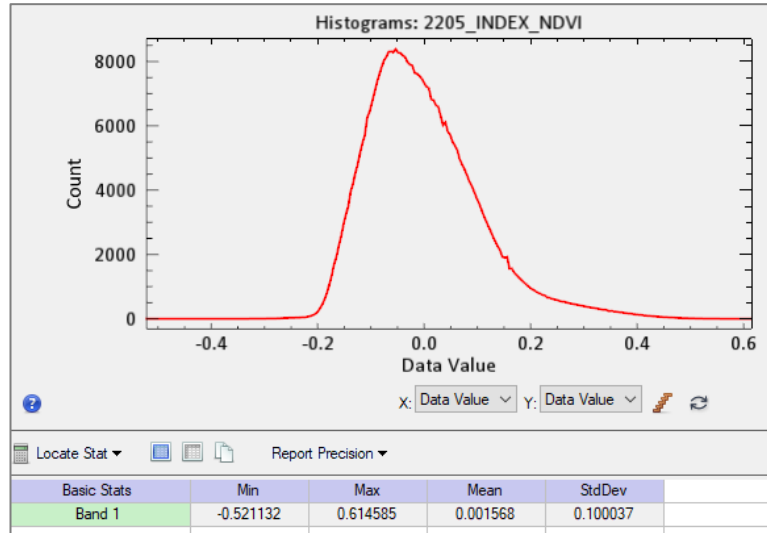 Histograms: 2205_INDEX_NDVI
8000
6000
4000
2000
0
Count
-0.4 -0.2 0.0 0.2 0.4 0.6
Data Value
? X: Data Value Y: Data Value
Locate Stat Report Precision
Basic Stats Min Max Mean StdDev
Band 1 -0.521132 0.614585 0.001568 0.100037